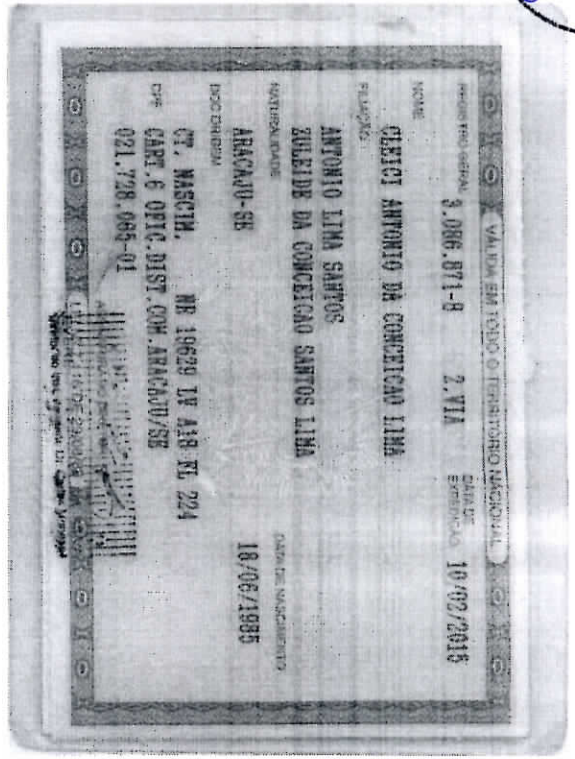 VÁLIDA EM TODO O TERRITÓRIO NACIONAL
REGISTRO GERAL 3.086.871-8 2.VIA DATA DE EXPEDIÇÃO 10/02/2015
NOME
CLEICI ANTONIO DA CONCEICAO LIMA
FILIAÇÃO
ANTONIO LIMA SANTOS
ZULEIDE DA CONCEICAO SANTOS LIMA
NATURALIDADE DATA DE NASCIMENTO
ARACAJU-SE 18/06/1985
DOC ORIGEM
CT. NASCIM. NR 19629 LV A18 FL 224
CART.6 OFIC.DIST.COM.ARACAJU/SE
CPF
021.728.065-01